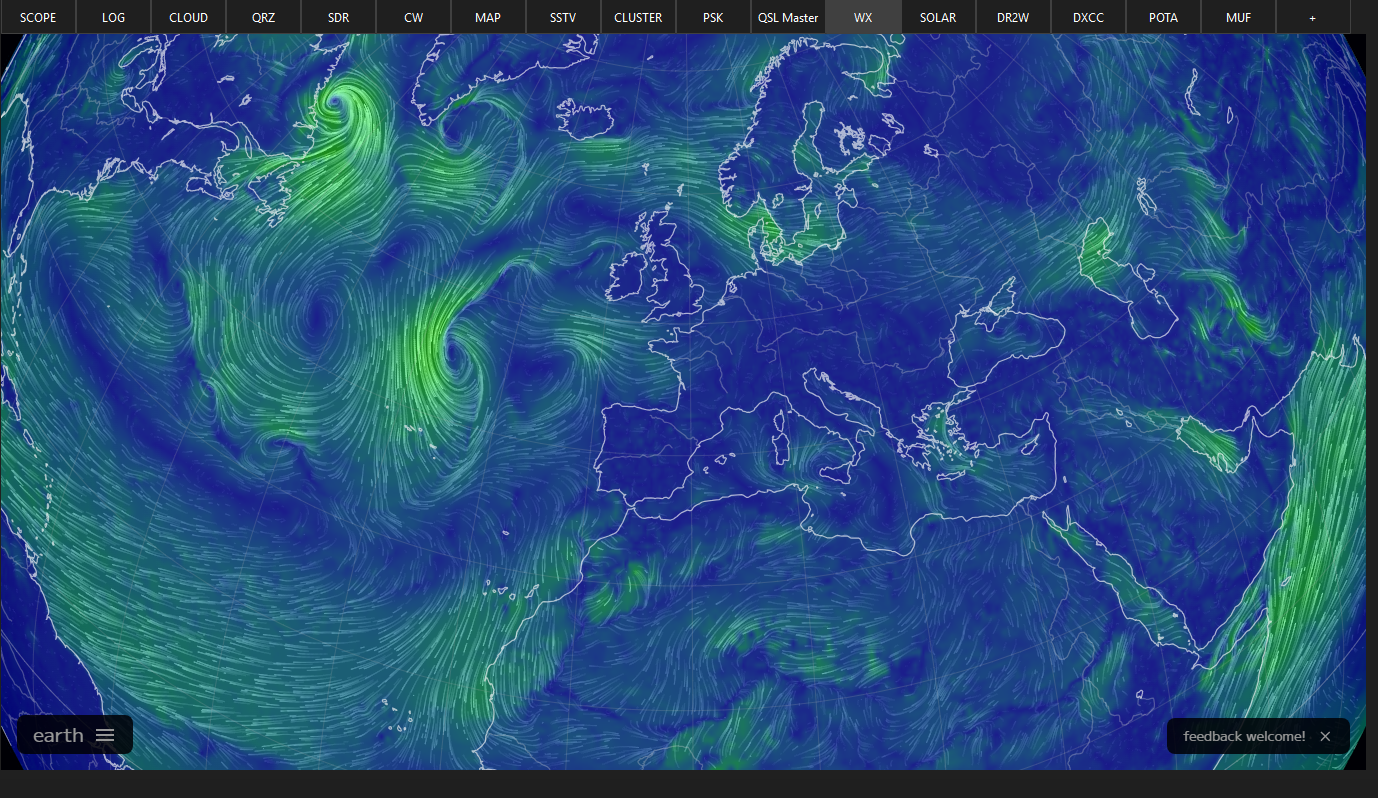 SCOPE LOG CLOUD QRZ SDR CW MAP SSTV CLUSTER PSK QSL Master WX SOLAR DR2W DXCC POTA MUF +
earth feedback welcome! ×